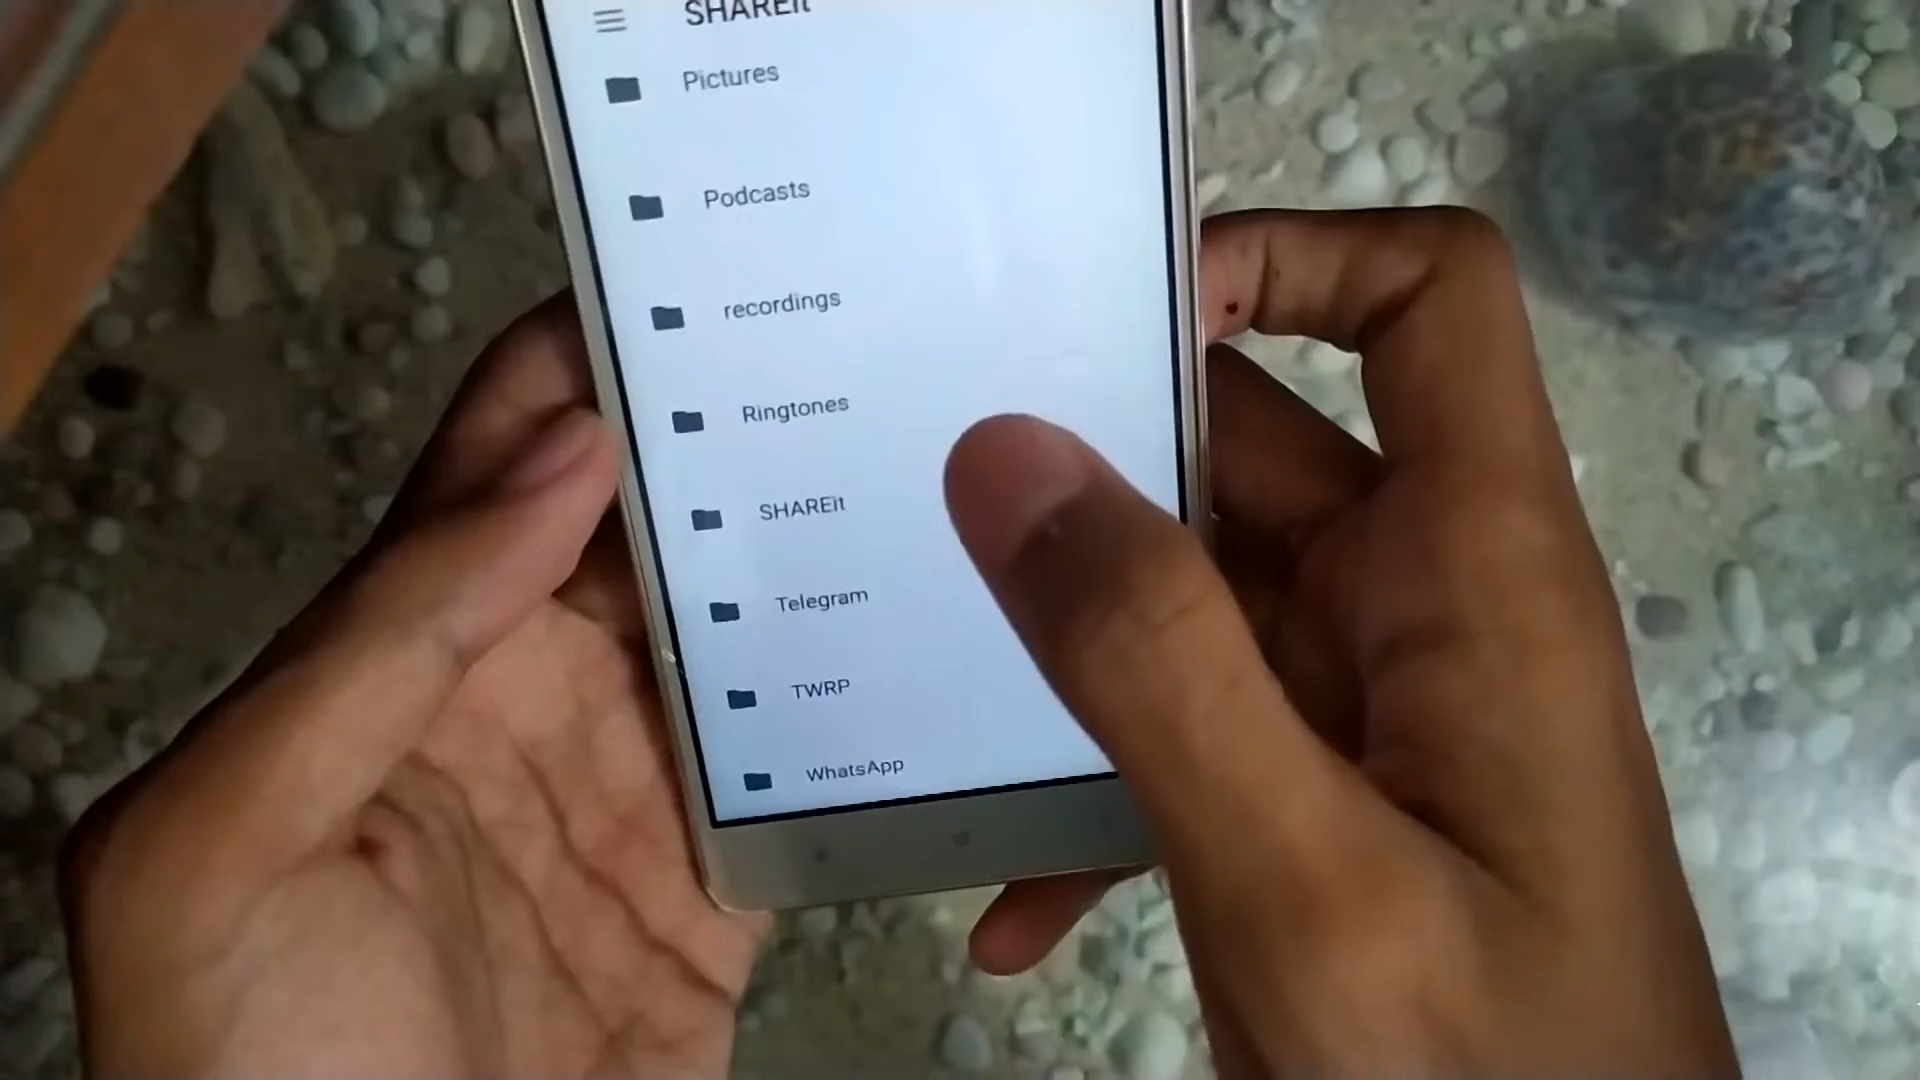 SHAREit
Pictures
Podcasts
recordings
Ringtones
SHAREit
Telegram
TWRP
WhatsApp